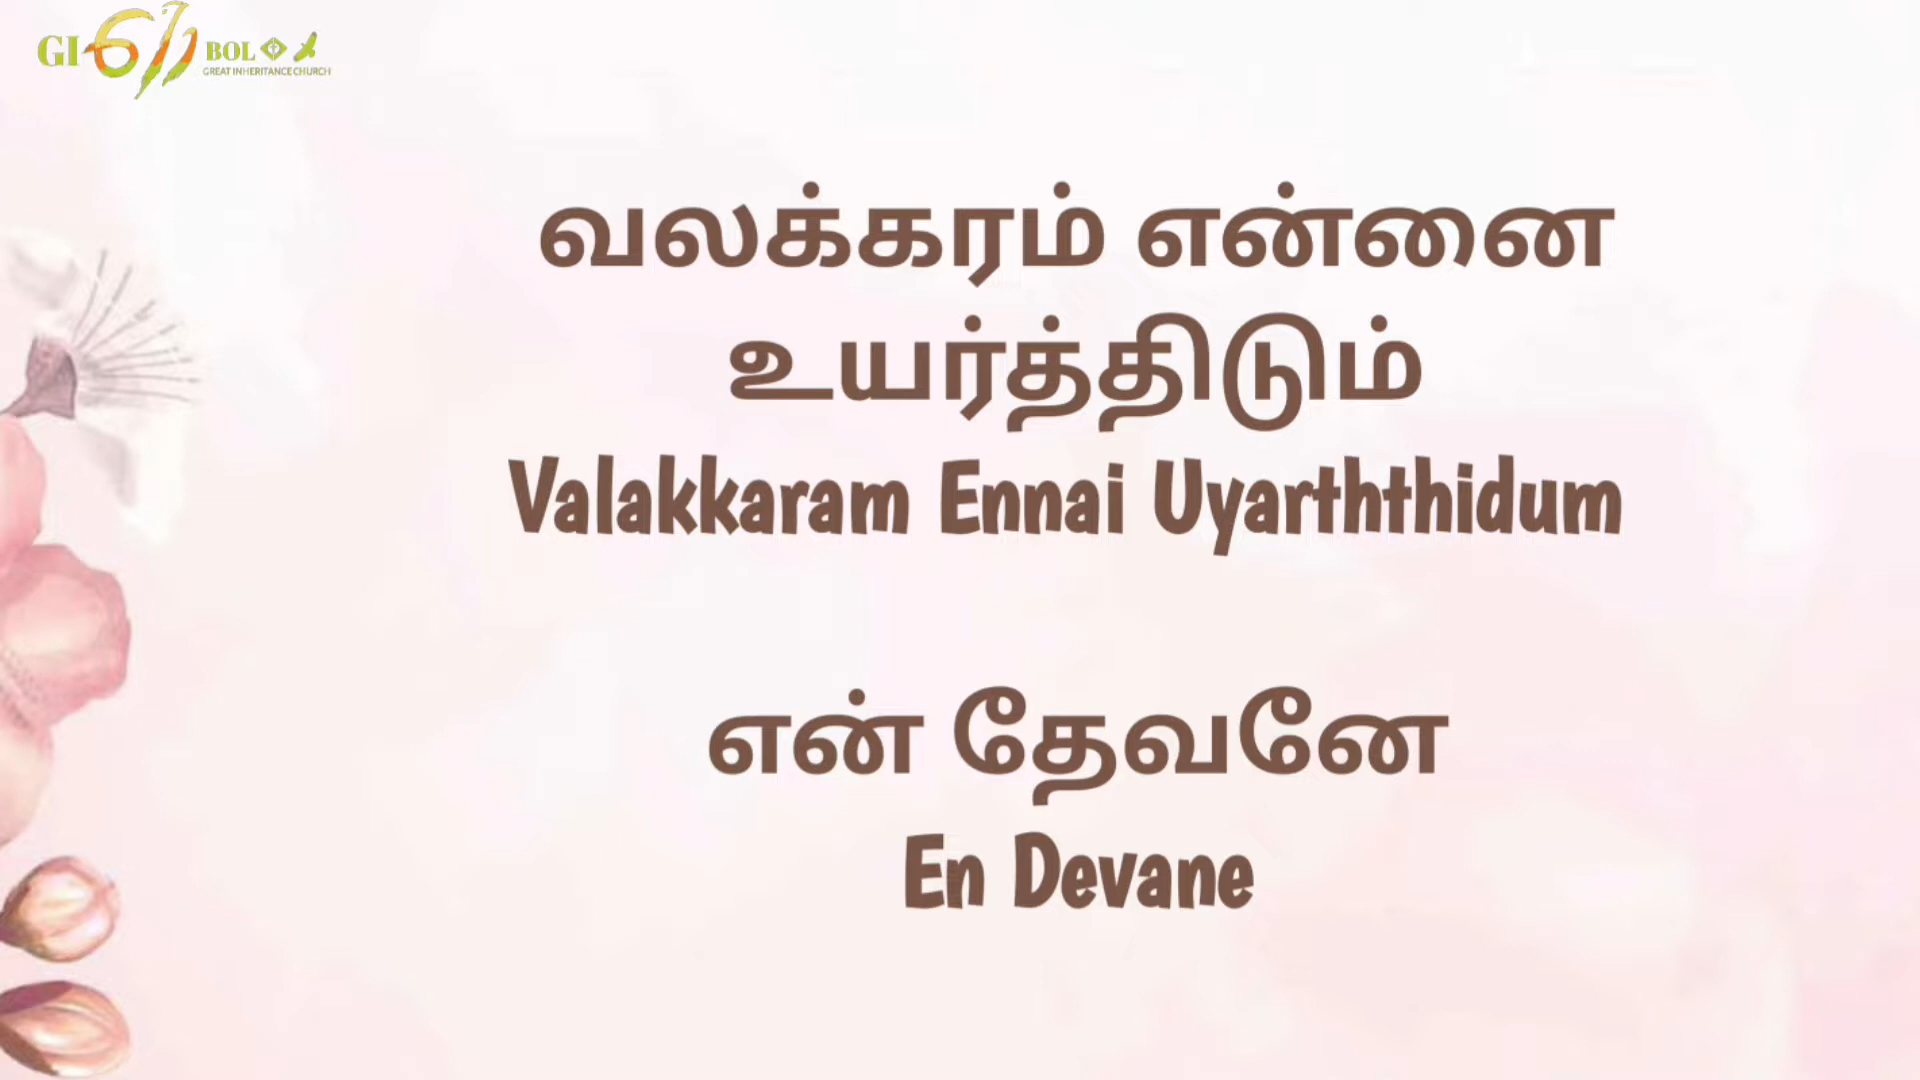 GI BOL
GREAT INHERITANCE CHURCH
வலக்கரம் என்னை
உயர்த்திடும்
Valakkaram Ennai Uyarththidum
என் தேவனே
En Devane